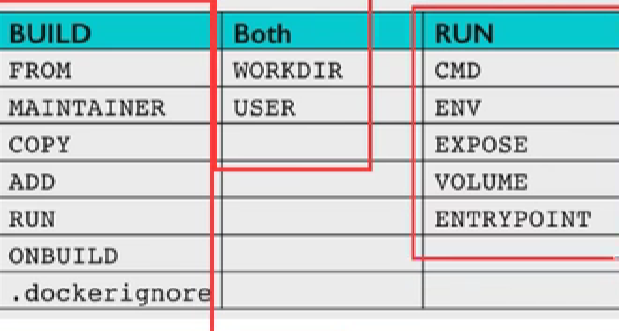 BUILD Both RUN
FROM WORKDIR CMD
MAINTAINER USER ENV
COPY EXPOSE
ADD VOLUME
RUN ENTRYPOINT
ONBUILD
.dockerignore